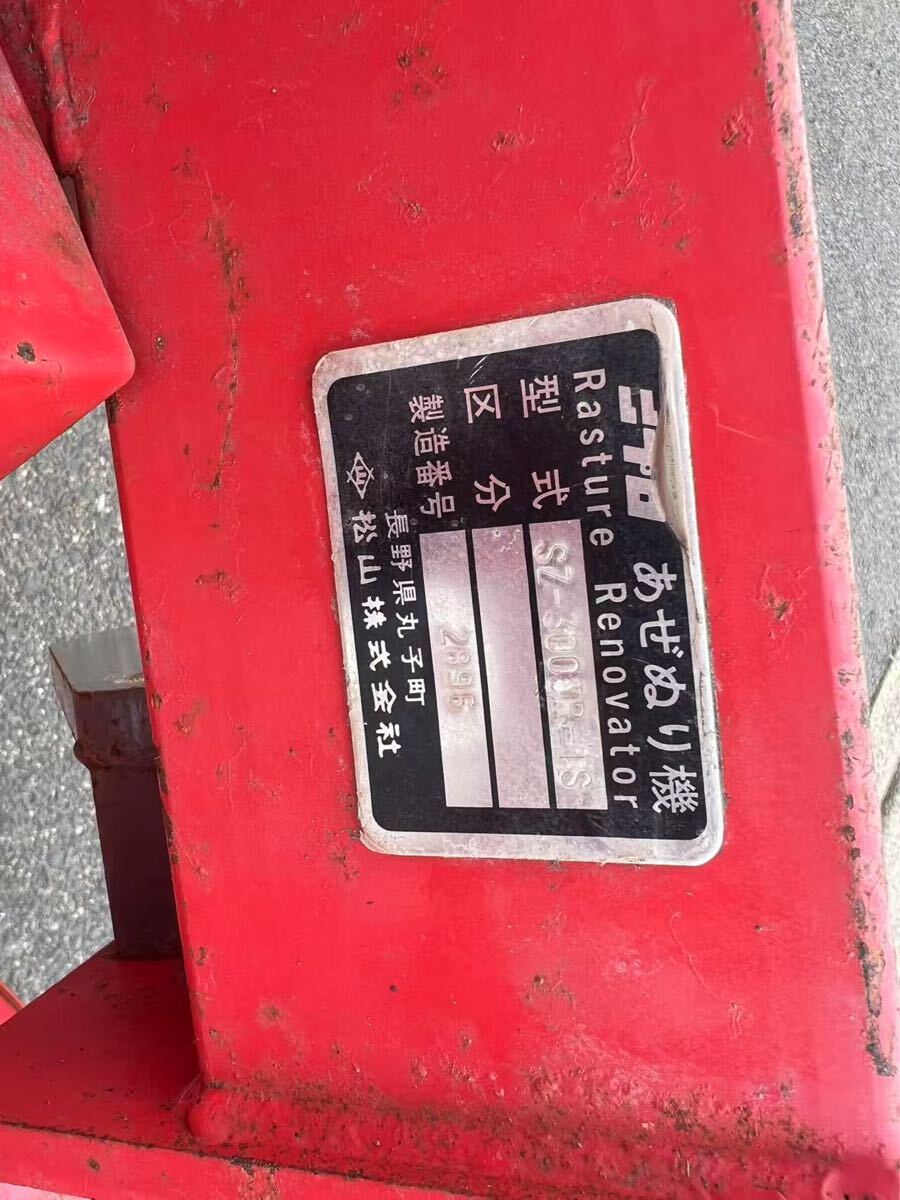 ニプロ あぜぬり機
Rasture Renovator
型式 SZ-300UR-1S
区分
製造番号 2896
長野県丸子町
松山株式会社